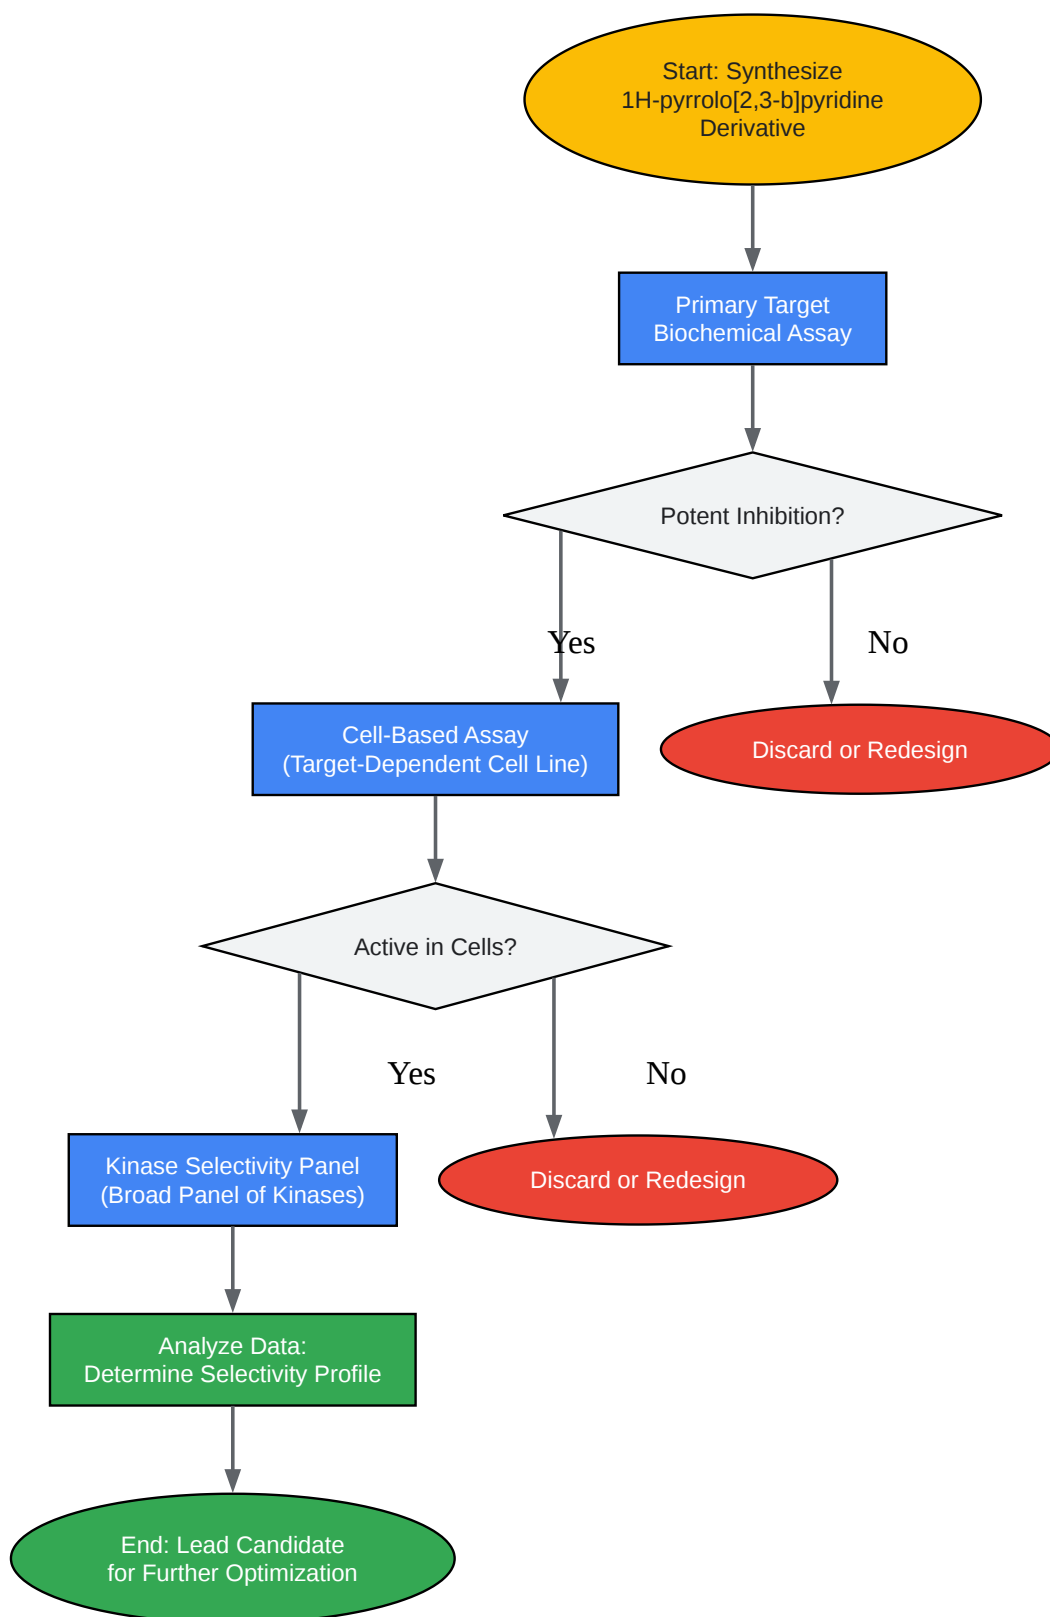 Start: Synthesize
1H-pyrrolo[2,3-b]pyridine
Derivative
Primary Target
Biochemical Assay
Potent Inhibition?
Yes
No
Cell-Based Assay
(Target-Dependent Cell Line)
Discard or Redesign
Active in Cells?
Yes
No
Kinase Selectivity Panel
(Broad Panel of Kinases)
Discard or Redesign
Analyze Data:
Determine Selectivity Profile
End: Lead Candidate
for Further Optimization